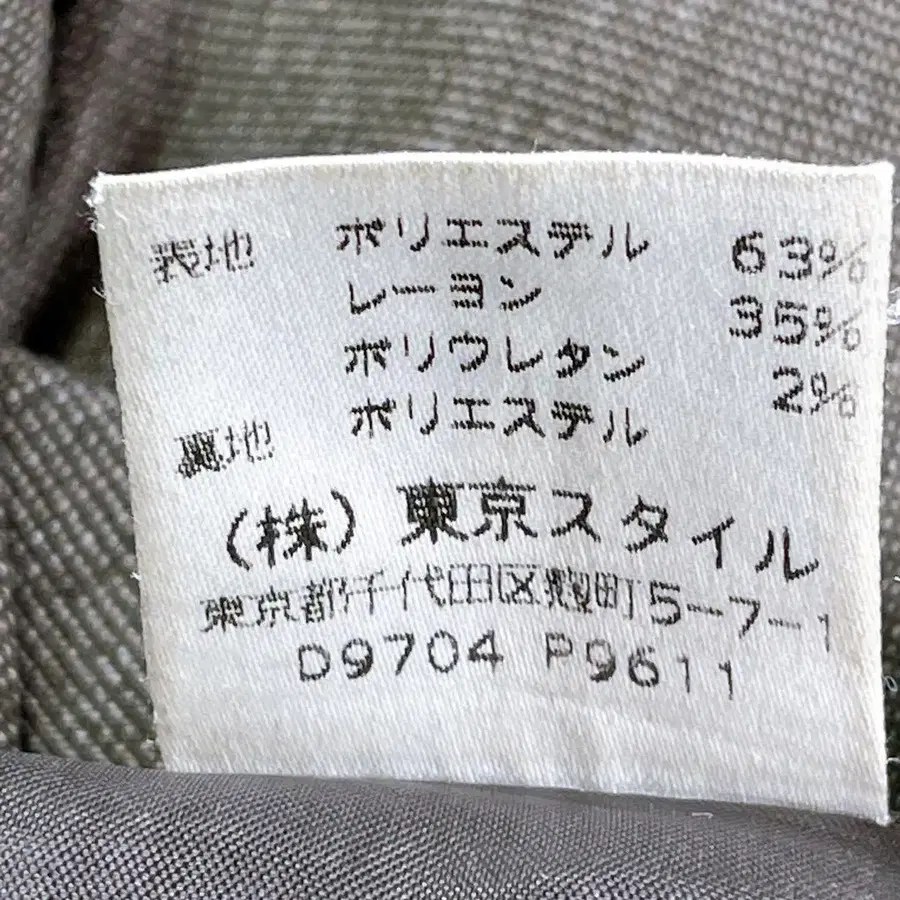 表地 ポリエステル 63%
レーヨン 35%
ポリウレタン 2%
裏地 ポリエステル
(株)東京スタイル
東京都千代田区麹町5-7-1
D9704 P9611